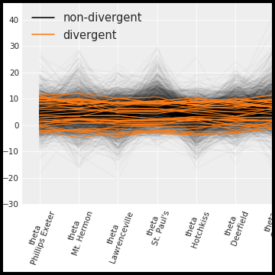 non-divergent
divergent
40
30
20
10
0
−10
−20
−30
theta
Phillips Exeter
theta
Mt. Hermon
theta
Lawrenceville
theta
St. Paul's
theta
Hotchkiss
theta
Deerfield
theta